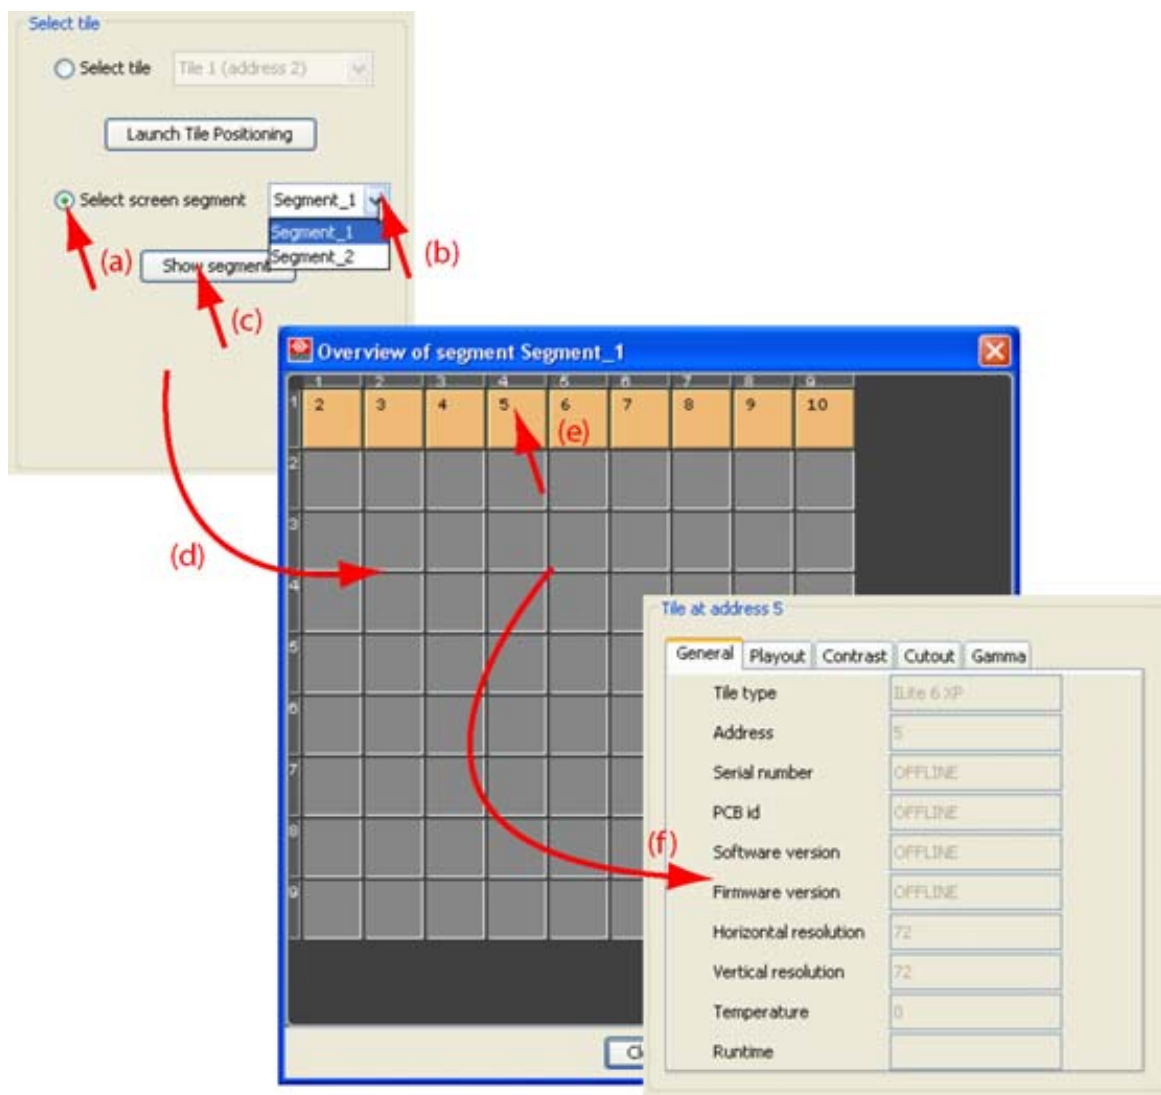 Select tile
Select tile Tile 1 (address 2)
Launch Tile Positioning
Select screen segment Segment_1
Segment_1
Segment_2
(a)
Show segment
(b)
(c)
Overview of segment Segment_1
1 2 3 4 5 6 7 8 9
1 2 3 4 5 6 7 8 9 10
(e)
2
3
(d)
4
5
6
7
8
9
(f)
Tile at address 5
General Playout Contrast Cutout Gamma
Tile type ILite 6 XP
Address 5
Serial number OFFLINE
PCB id OFFLINE
Software version OFFLINE
Firmware version OFFLINE
Horizontal resolution 72
Vertical resolution 72
Temperature 0
Runtime